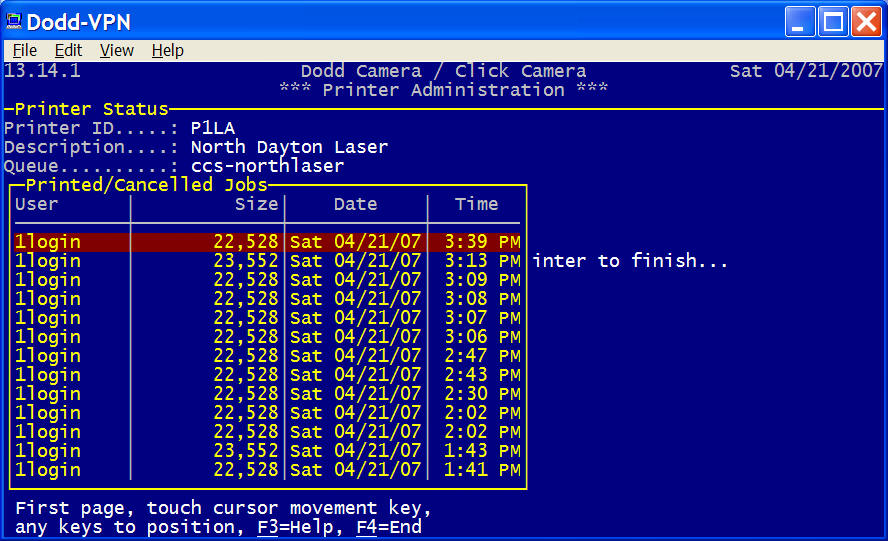 Dodd-VPN
File Edit View Help
13.14.1 Dodd Camera / Click Camera Sat 04/21/2007
*** Printer Administration ***
Printer Status
Printer ID.....: P1LA
Description....: North Dayton Laser
Queue..........: ccs-northlaser
Printed/Cancelled Jobs
User Size Date Time
1login 22,528 Sat 04/21/07 3:39 PM
1login 23,552 Sat 04/21/07 3:13 PM inter to finish...
1login 22,528 Sat 04/21/07 3:09 PM
1login 22,528 Sat 04/21/07 3:08 PM
1login 22,528 Sat 04/21/07 3:07 PM
1login 22,528 Sat 04/21/07 3:06 PM
1login 22,528 Sat 04/21/07 2:47 PM
1login 22,528 Sat 04/21/07 2:43 PM
1login 22,528 Sat 04/21/07 2:30 PM
1login 22,528 Sat 04/21/07 2:02 PM
1login 22,528 Sat 04/21/07 2:02 PM
1login 23,552 Sat 04/21/07 1:43 PM
1login 22,528 Sat 04/21/07 1:41 PM
First page, touch cursor movement key,
any keys to position, F3=Help, F4=End